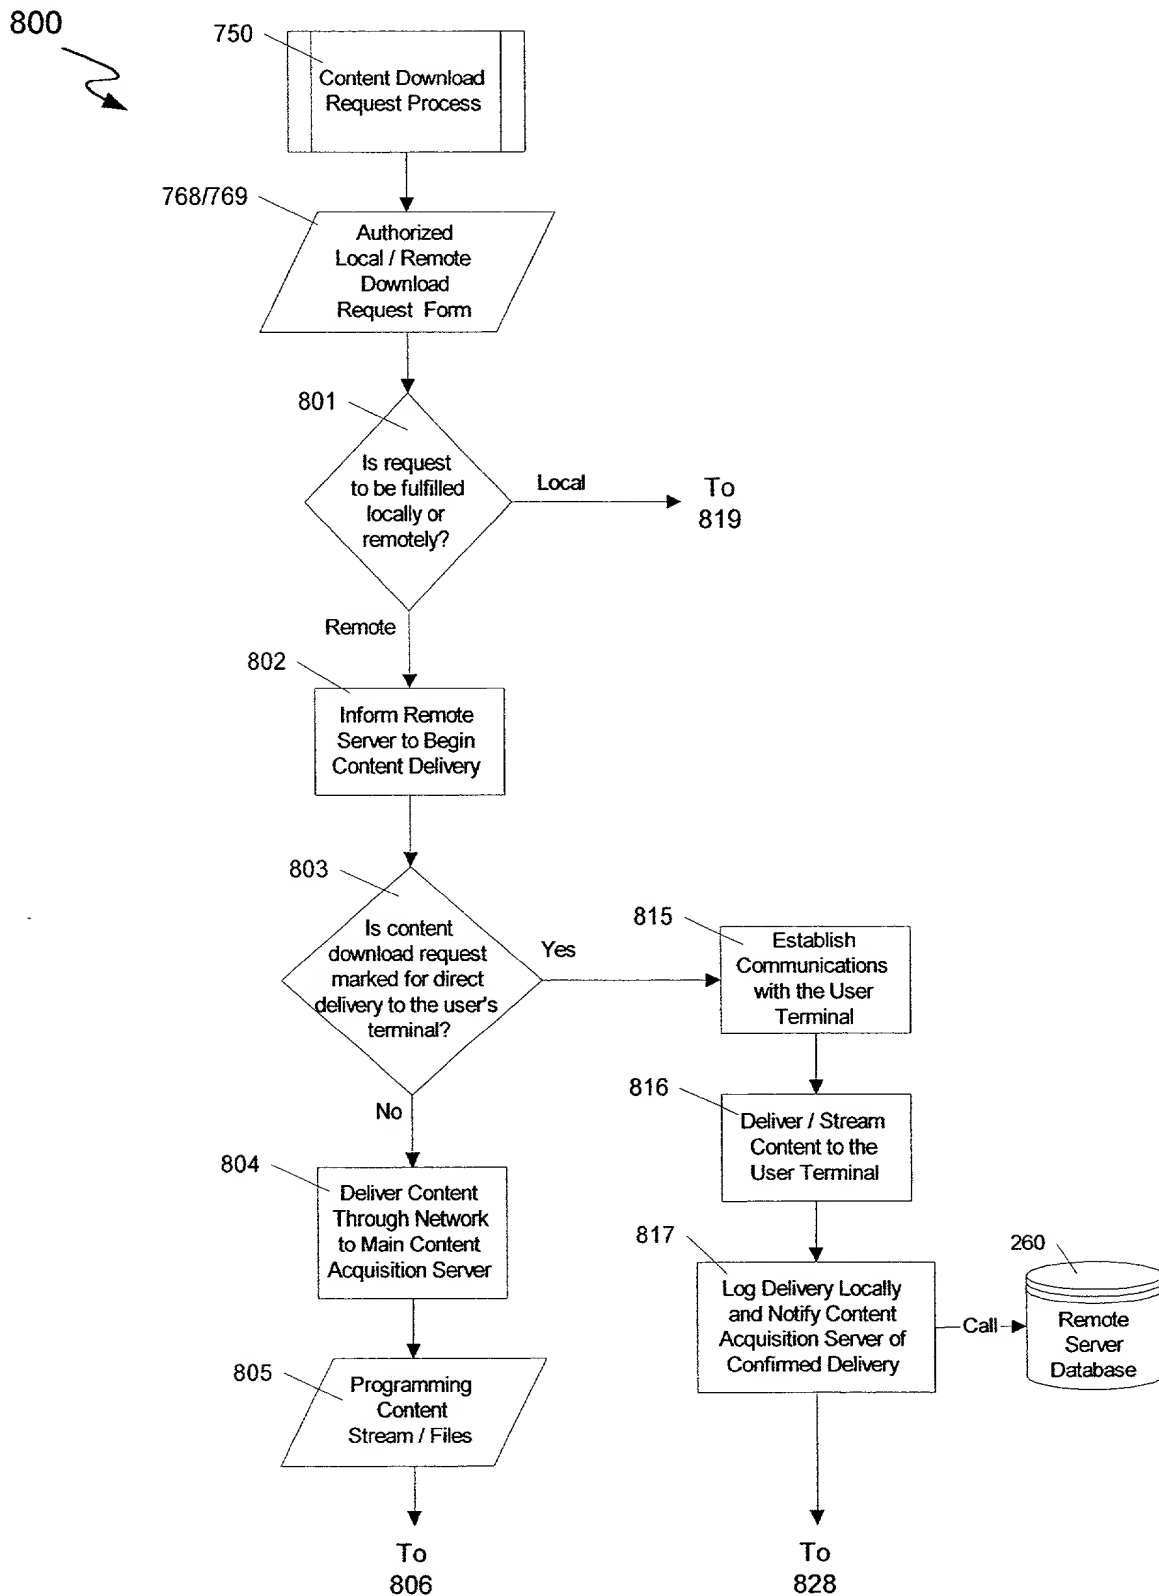 800
750
Content Download
Request Process
768/769
Authorized
Local / Remote
Download
Request Form
801
Is request
to be fulfilled
locally or
remotely?
Local
To
819
Remote
802
Inform Remote
Server to Begin
Content Delivery
803
Is content
download request
marked for direct
delivery to the user's
terminal?
Yes
815
Establish
Communications
with the User
Terminal
No
816
Deliver / Stream
Content to the
User Terminal
804
Deliver Content
Through Network
to Main Content
Acquisition Server
817
Log Delivery Locally
and Notify Content
Acquisition Server of
Confirmed Delivery
Call
260
Remote
Server
Database
805
Programming
Content
Stream / Files
To
806
To
828